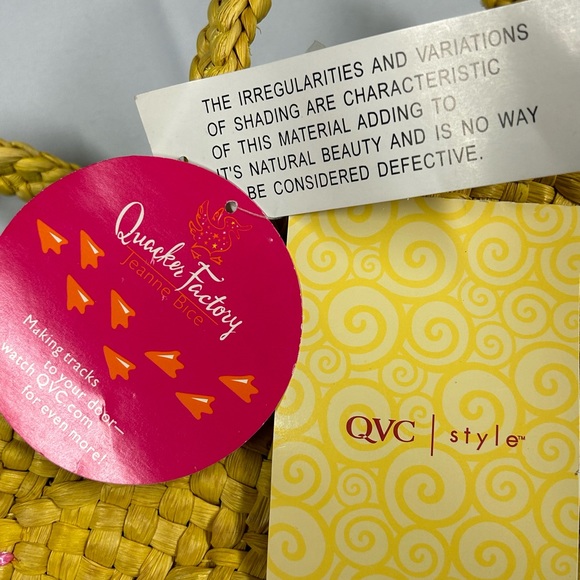 THE IRREGULARITIES AND VARIATIONS
OF SHADING ARE CHARACTERISTIC
OF THIS MATERIAL ADDING TO
IT'S NATURAL BEAUTY AND IS NO WAY
BE CONSIDERED DEFECTIVE.
Quacker Factory
Jeanne Bice
Making tracks
to your door—
watch QVC.com
for even more!
QVC | style™